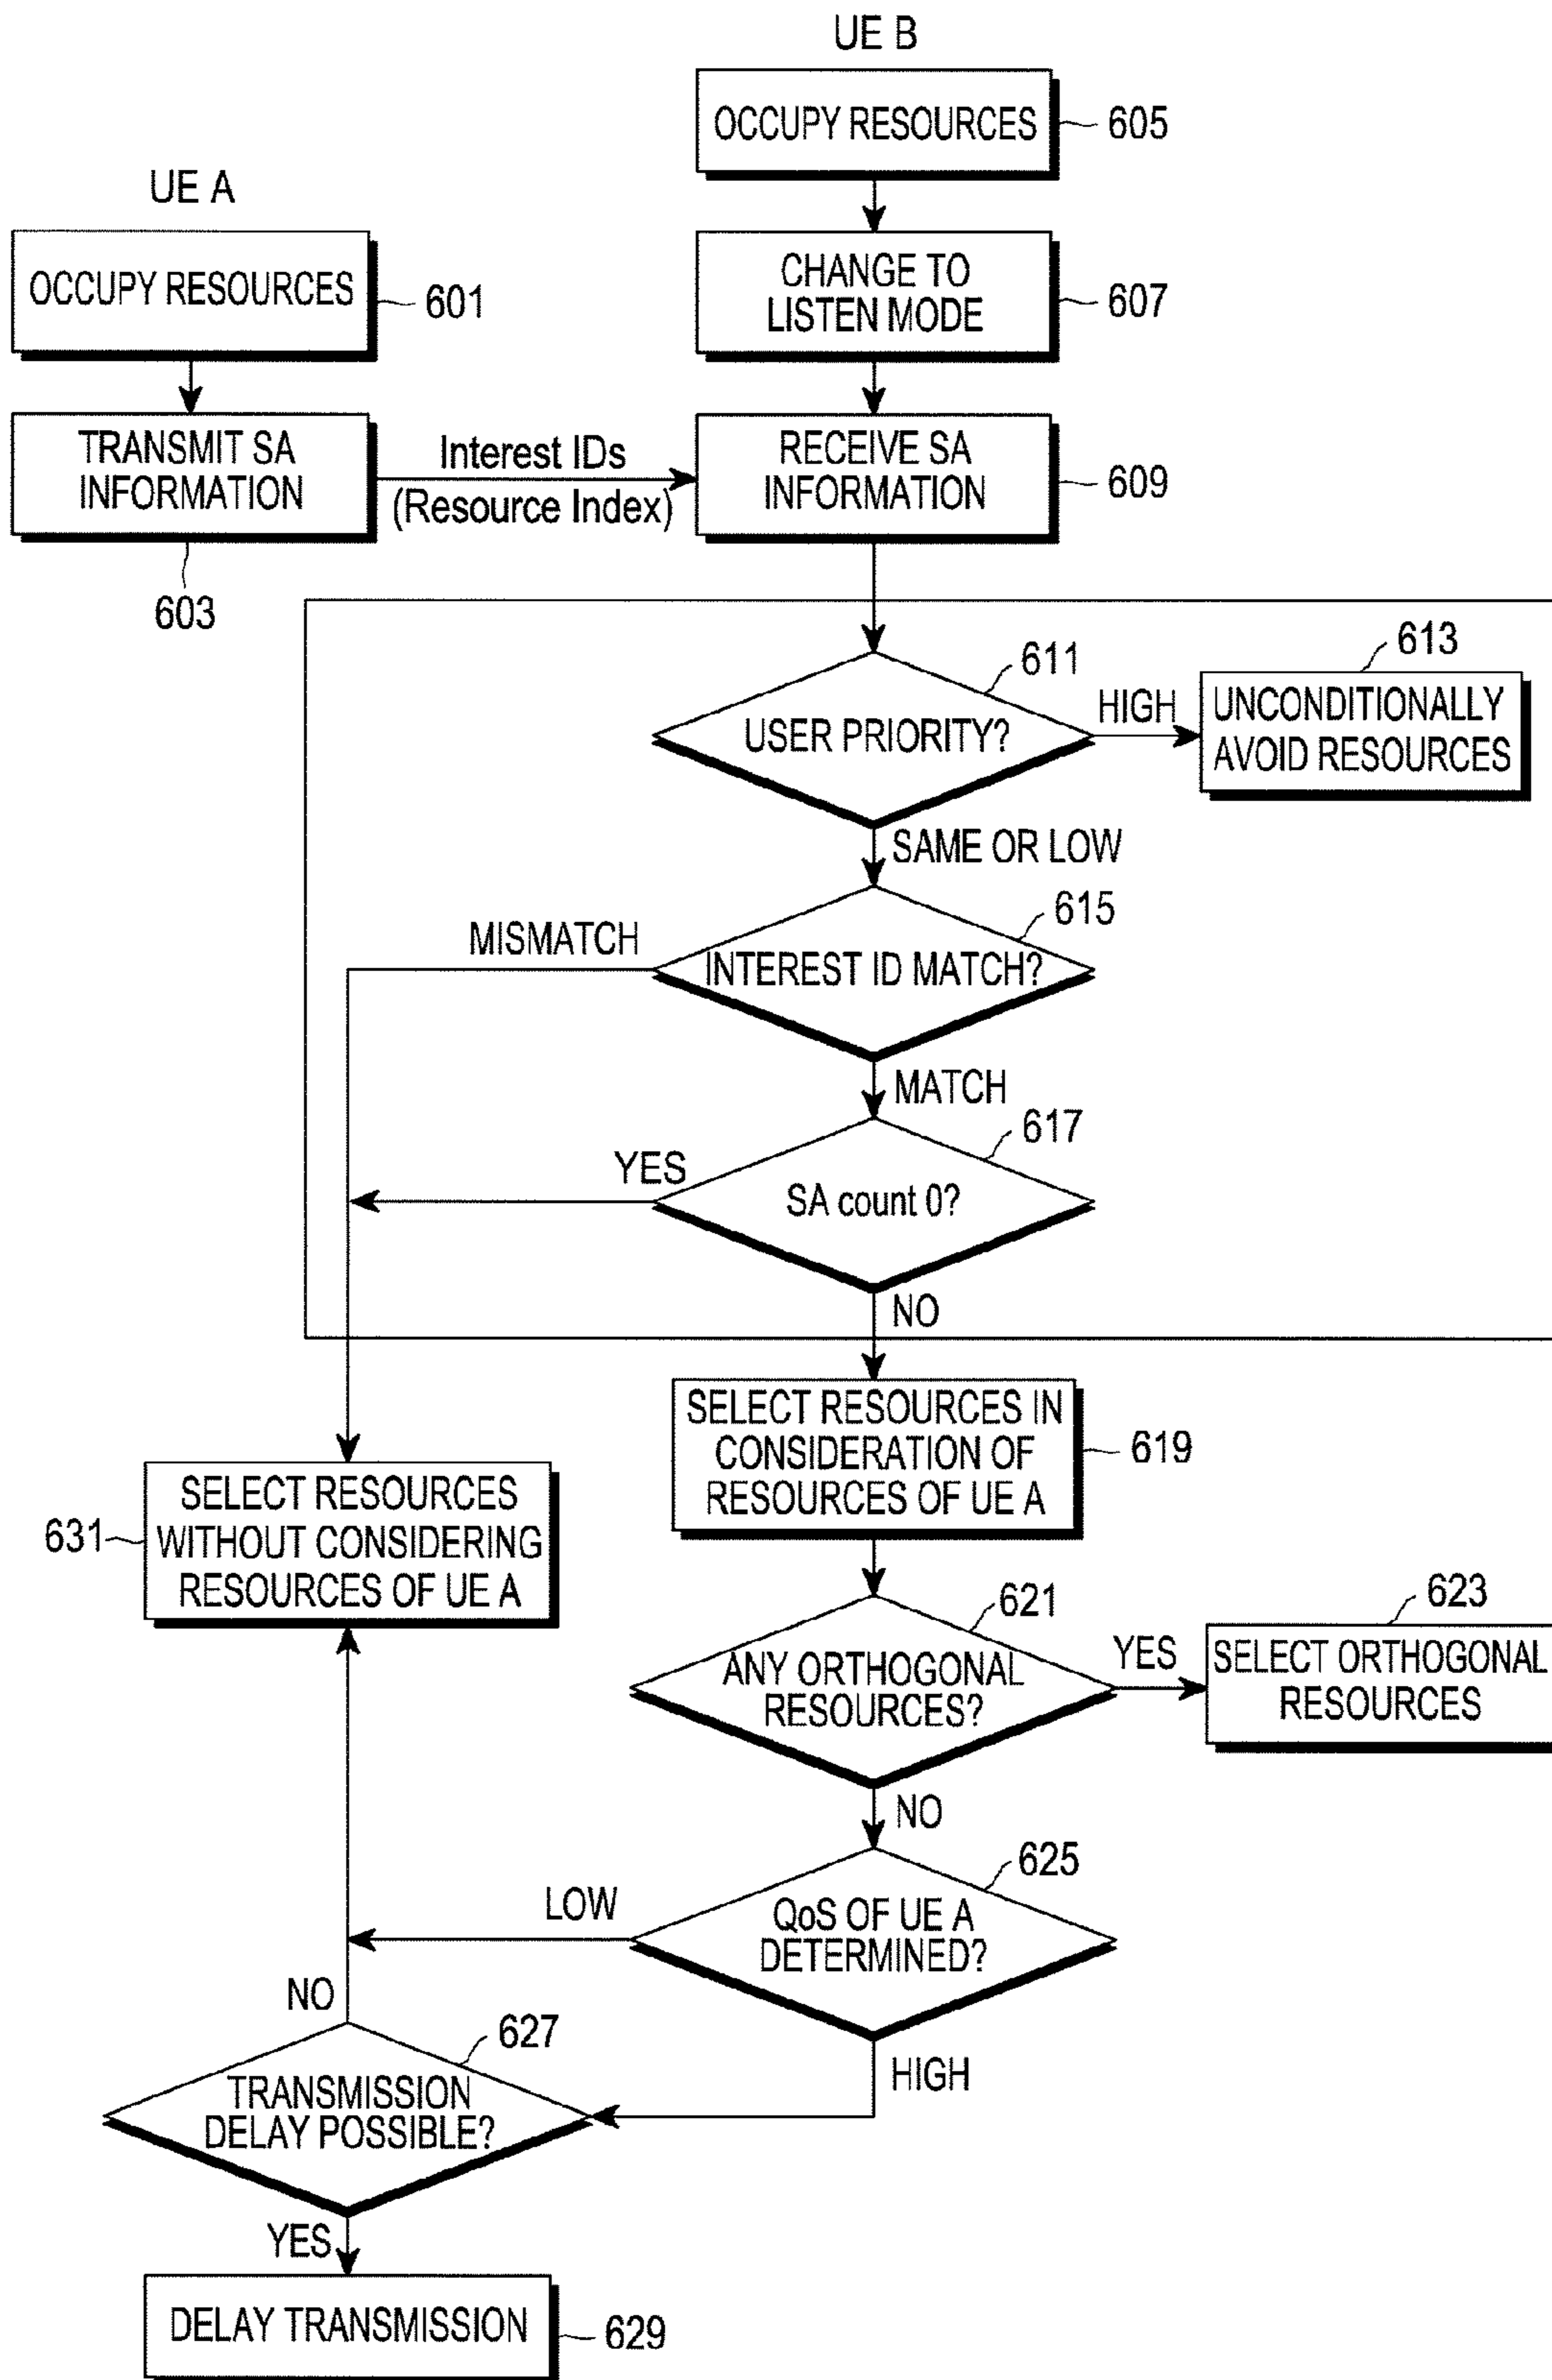 UE B
OCCUPY RESOURCES
605
UE A
OCCUPY RESOURCES
601
CHANGE TO
LISTEN MODE
607
TRANSMIT SA
INFORMATION
603
Interest IDs
(Resource Index)
RECEIVE SA
INFORMATION
609
611
USER PRIORITY?
HIGH
613
UNCONDITIONALLY
AVOID RESOURCES
SAME OR LOW
615
MISMATCH
INTEREST ID MATCH?
MATCH
617
YES
SA count 0?
NO
SELECT RESOURCES IN
CONSIDERATION OF
RESOURCES OF UE A
619
631
SELECT RESOURCES
WITHOUT CONSIDERING
RESOURCES OF UE A
621
ANY ORTHOGONAL
RESOURCES?
YES
623
SELECT ORTHOGONAL
RESOURCES
NO
625
LOW
QoS OF UE A
DETERMINED?
NO
HIGH
627
TRANSMISSION
DELAY POSSIBLE?
YES
DELAY TRANSMISSION
629